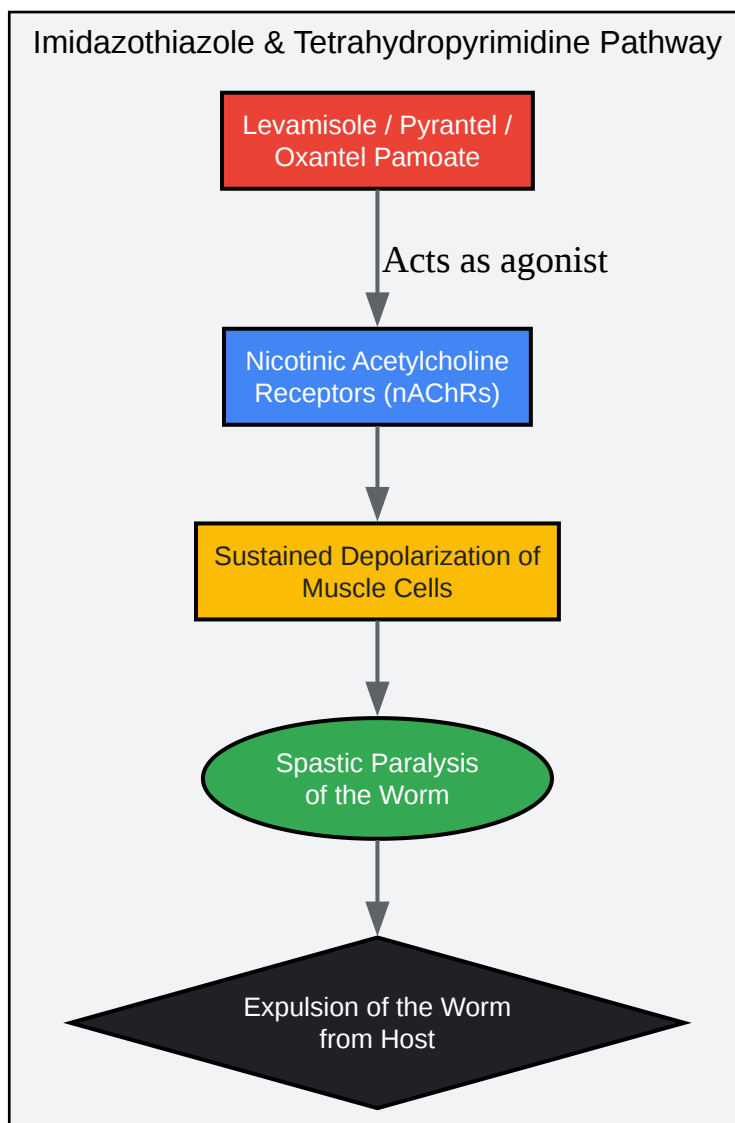 Imidazothiazole & Tetrahydropyrimidine Pathway
Levamisole / Pyrantel /
Oxantel Pamoate
Acts as agonist
Nicotinic Acetylcholine
Receptors (nAChRs)
Sustained Depolarization of
Muscle Cells
Spastic Paralysis
of the Worm
Expulsion of the Worm
from Host